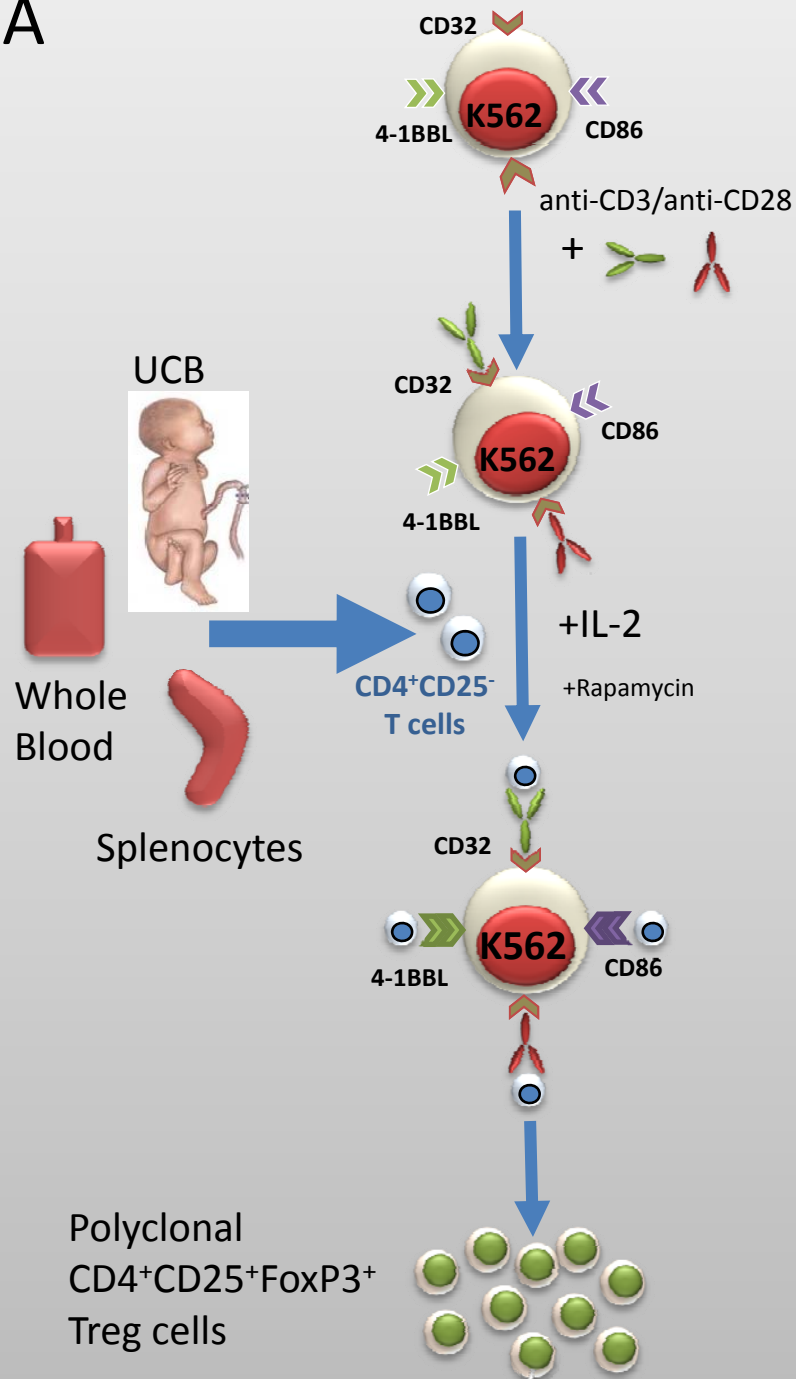 A
CD32
K562
4-1BBL
CD86
anti-CD3/anti-CD28
+
UCB
CD32
CD86
K562
4-1BBL
+IL-2
+Rapamycin
CD4⁺CD25⁻
T cells
Whole
Blood
Splenocytes
CD32
K562
4-1BBL
CD86
Polyclonal
CD4⁺CD25⁺FoxP3⁺
Treg cells